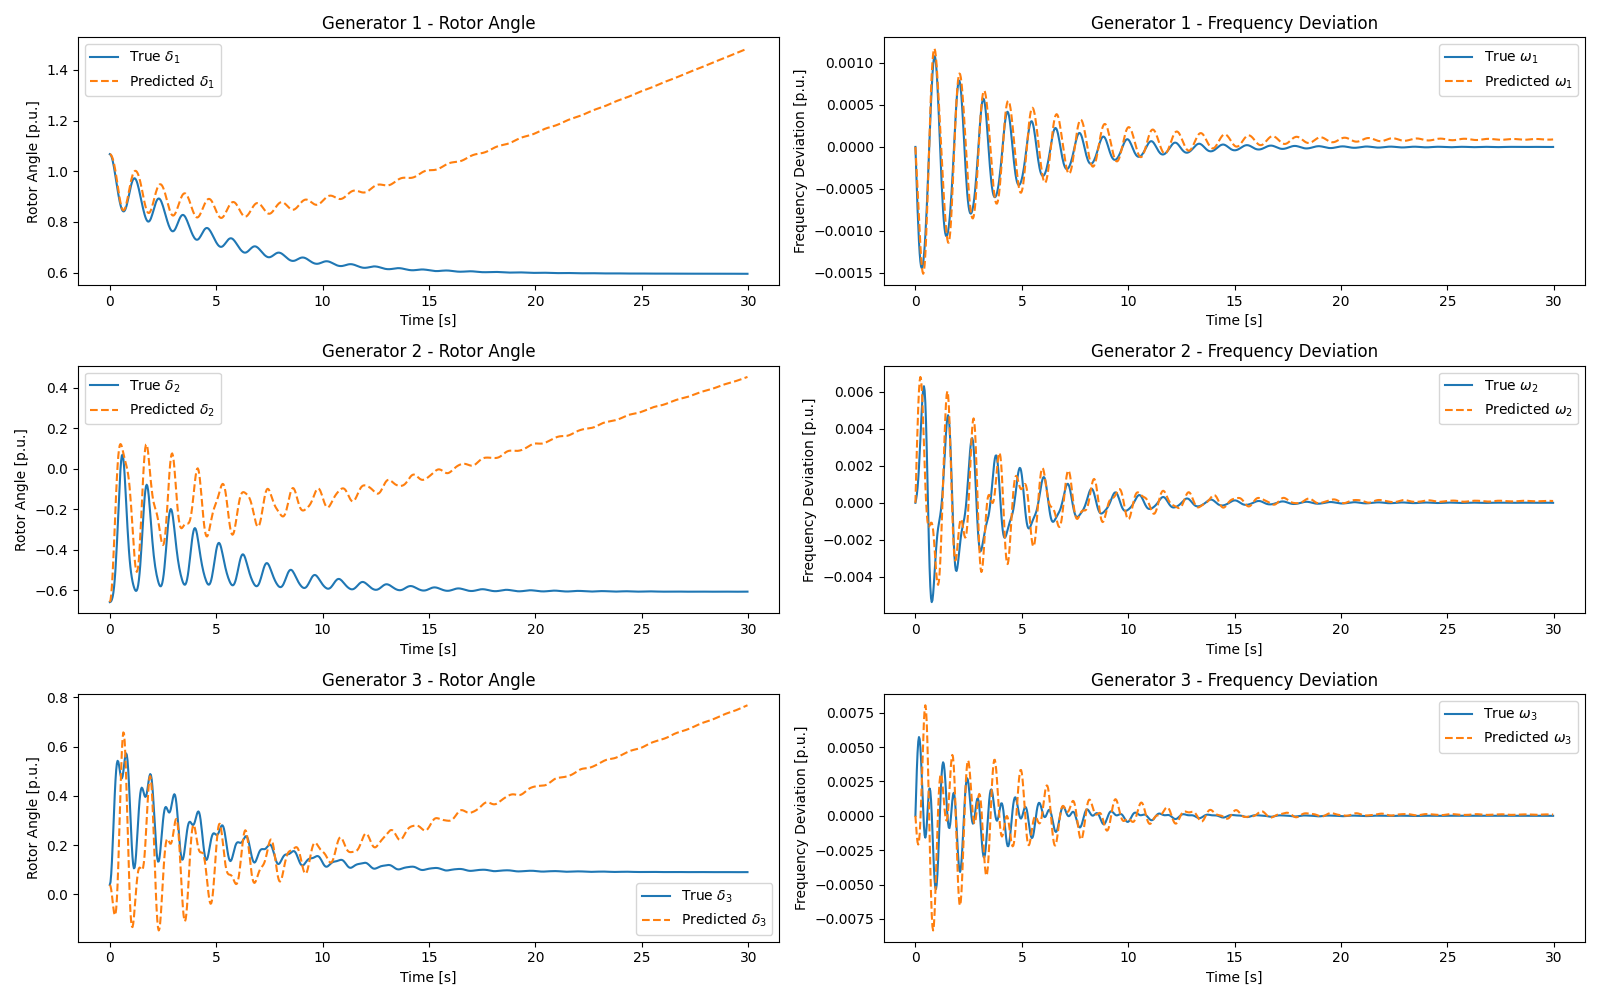 Generator 1 - Rotor Angle
True δ₁
Predicted δ₁
Rotor Angle [p.u.]
1.4
1.2
1.0
0.8
0.6
0
5
10
15
20
25
30
Time [s]
Generator 1 - Frequency Deviation
True ω₁
Predicted ω₁
Frequency Deviation [p.u.]
0.0010
0.0005
0.0000
−0.0005
−0.0010
−0.0015
0
5
10
15
20
25
30
Time [s]
Generator 2 - Rotor Angle
True δ₂
Predicted δ₂
Rotor Angle [p.u.]
0.4
0.2
0.0
−0.2
−0.4
−0.6
0
5
10
15
20
25
30
Time [s]
Generator 2 - Frequency Deviation
True ω₂
Predicted ω₂
Frequency Deviation [p.u.]
0.006
0.004
0.002
0.000
−0.002
−0.004
0
5
10
15
20
25
30
Time [s]
Generator 3 - Rotor Angle
Rotor Angle [p.u.]
0.8
0.6
0.4
0.2
0.0
True δ₃
Predicted δ₃
0
5
10
15
20
25
30
Time [s]
Generator 3 - Frequency Deviation
True ω₃
Predicted ω₃
Frequency Deviation [p.u.]
0.0075
0.0050
0.0025
0.0000
−0.0025
−0.0050
−0.0075
0
5
10
15
20
25
30
Time [s]